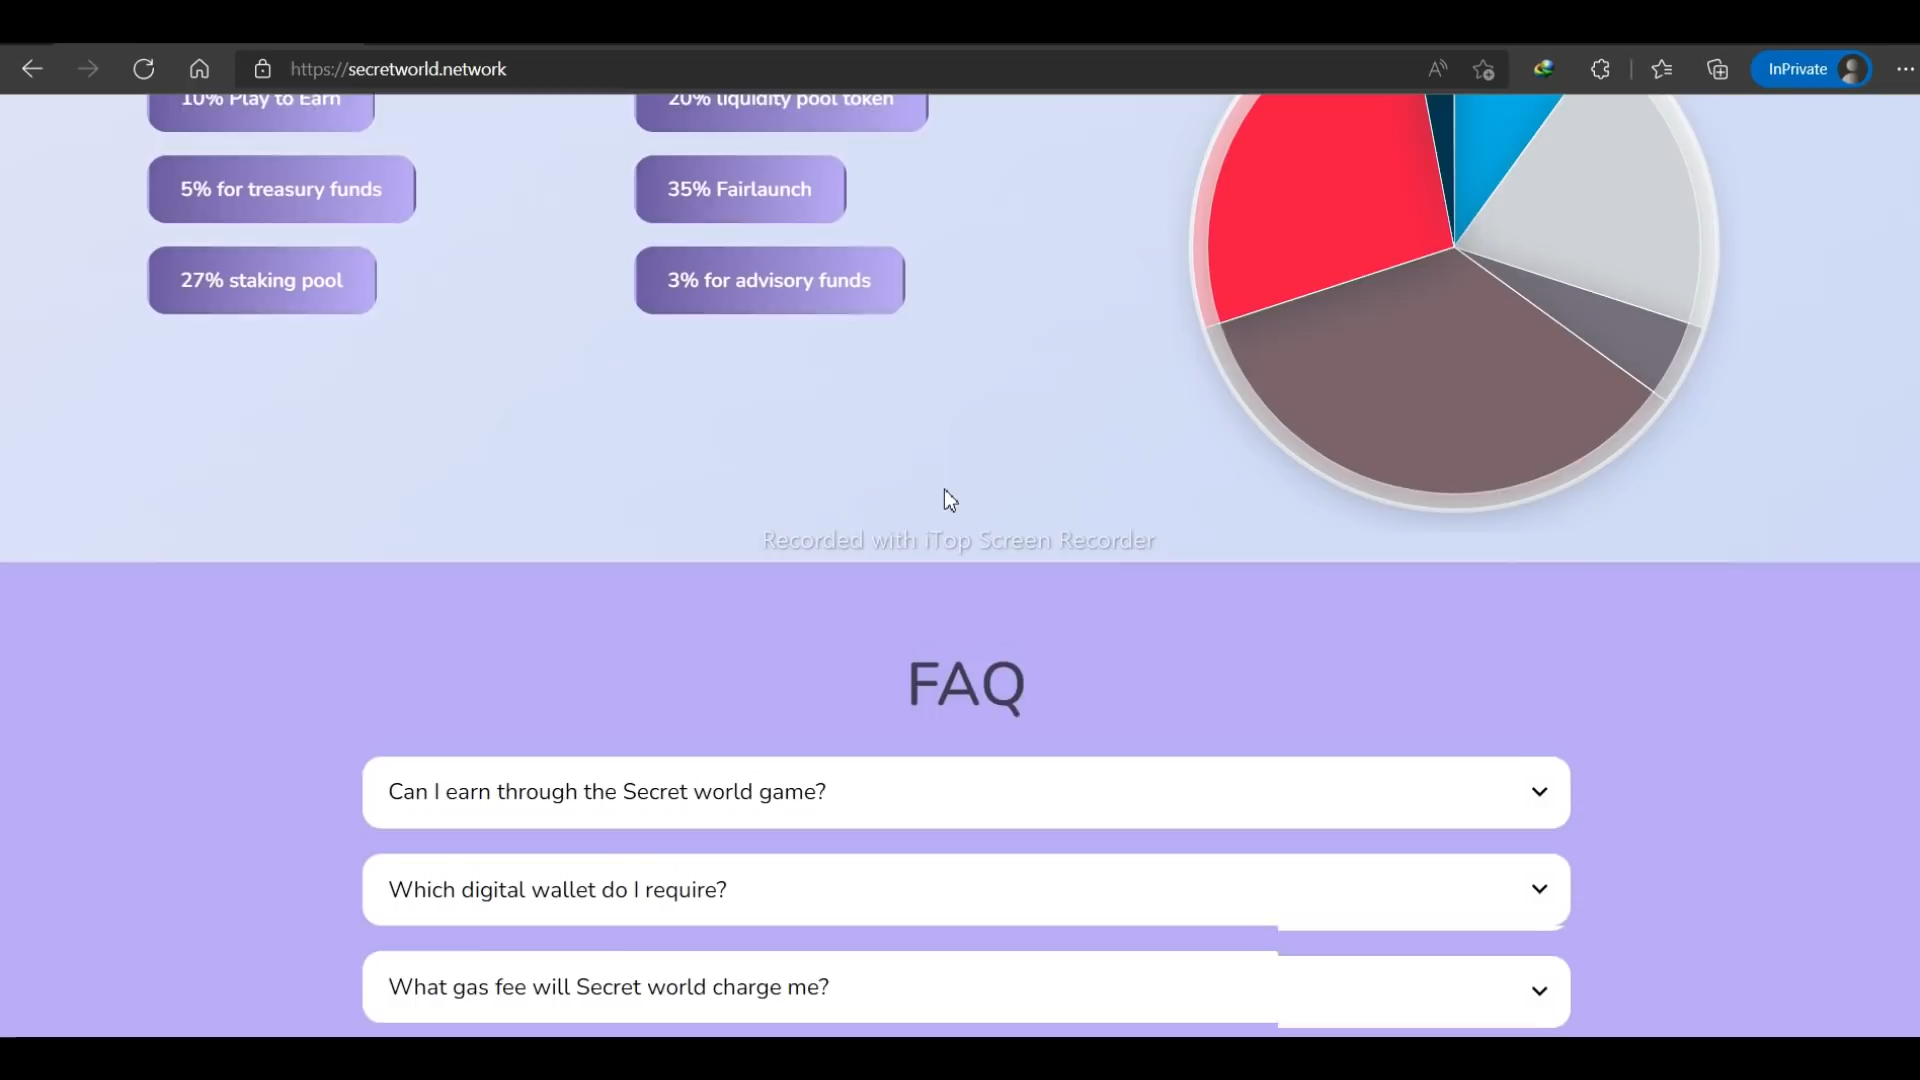 https://secretworld.network
InPrivate
10% Play to Earn
20% liquidity pool token
5% for treasury funds
35% Fairlaunch
27% staking pool
3% for advisory funds
Recorded with iTop Screen Recorder
FAQ
Can I earn through the Secret world game?
Which digital wallet do I require?
What gas fee will Secret world charge me?